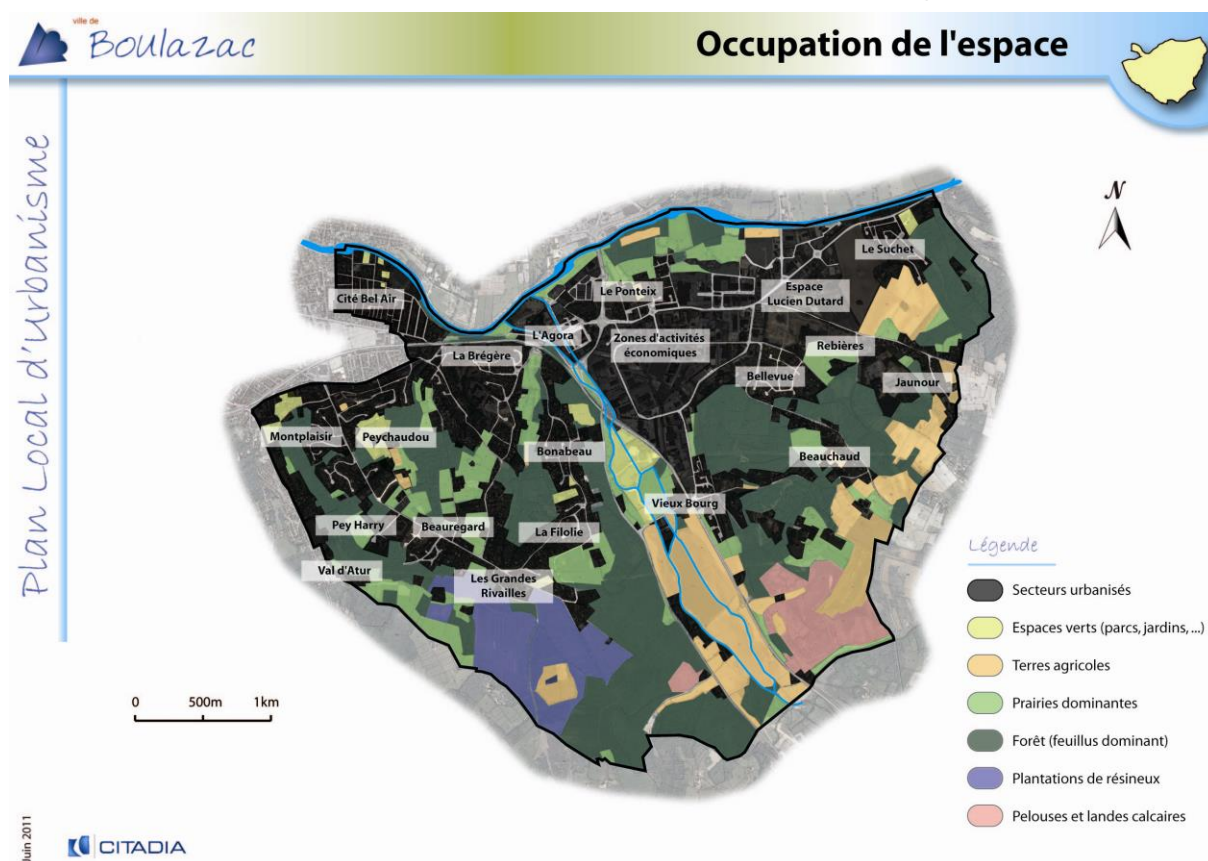 ville de
Boulazac
Occupation de l'espace
Plan Local d'Urbanisme
N
Le Suchet
Cité Bel Air
Le Ponteix
Espace
Lucien Dutard
L'Agora
Zones d'activités
économiques
La Brégère
Rebières
Bellevue
Jaunour
Montplaisir
Peychaudou
Bonabeau
Beauchaud
Vieux Bourg
Pey Harry
Beauregard
La Filolie
Val d'Atur
Les Grandes
Rivailles
0 500m 1km
Légende
Secteurs urbanisés
Espaces verts (parcs, jardins, ...)
Terres agricoles
Prairies dominantes
Forêt (feuillus dominant)
Plantations de résineux
Pelouses et landes calcaires
Juin 2011
CITADIA